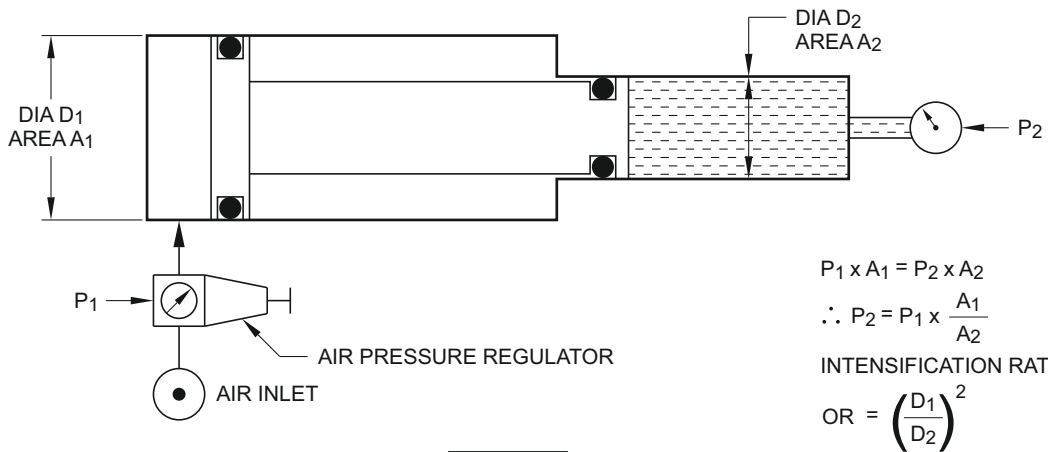 DIA D2
AREA A2
DIA D1
AREA A1
P2
P1
AIR PRESSURE REGULATOR
AIR INLET
P1 x A1 = P2 x A2
∴ P2 = P1 x A1/A2
INTENSIFICATION RAT
OR = (D1/D2)2